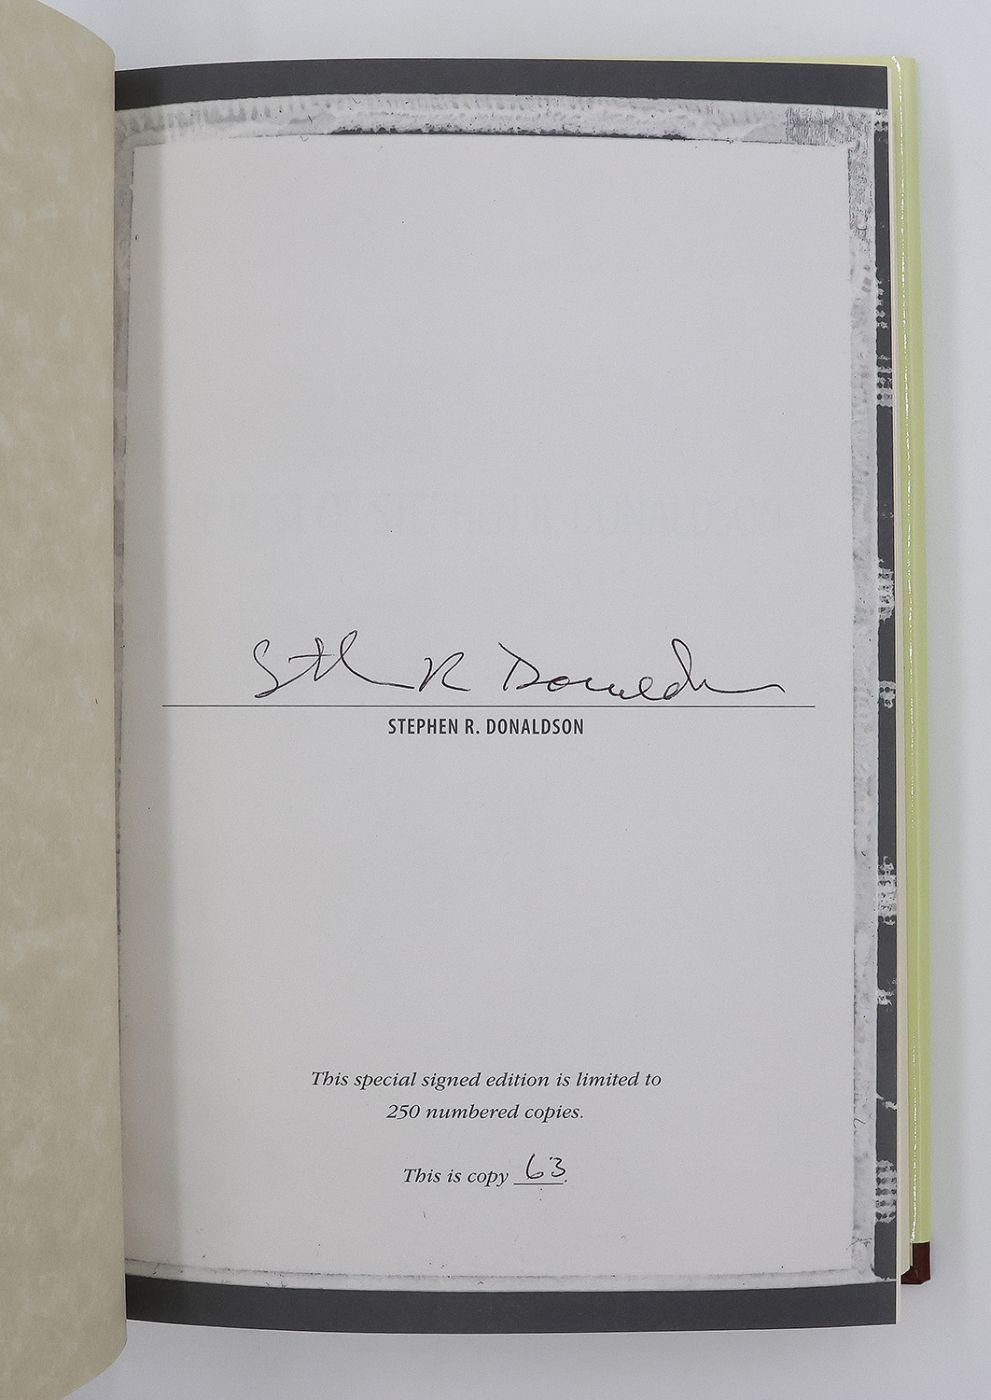 Stephen R Donaldson
STEPHEN R. DONALDSON
This special signed edition is limited to
250 numbered copies.
This is copy 63.